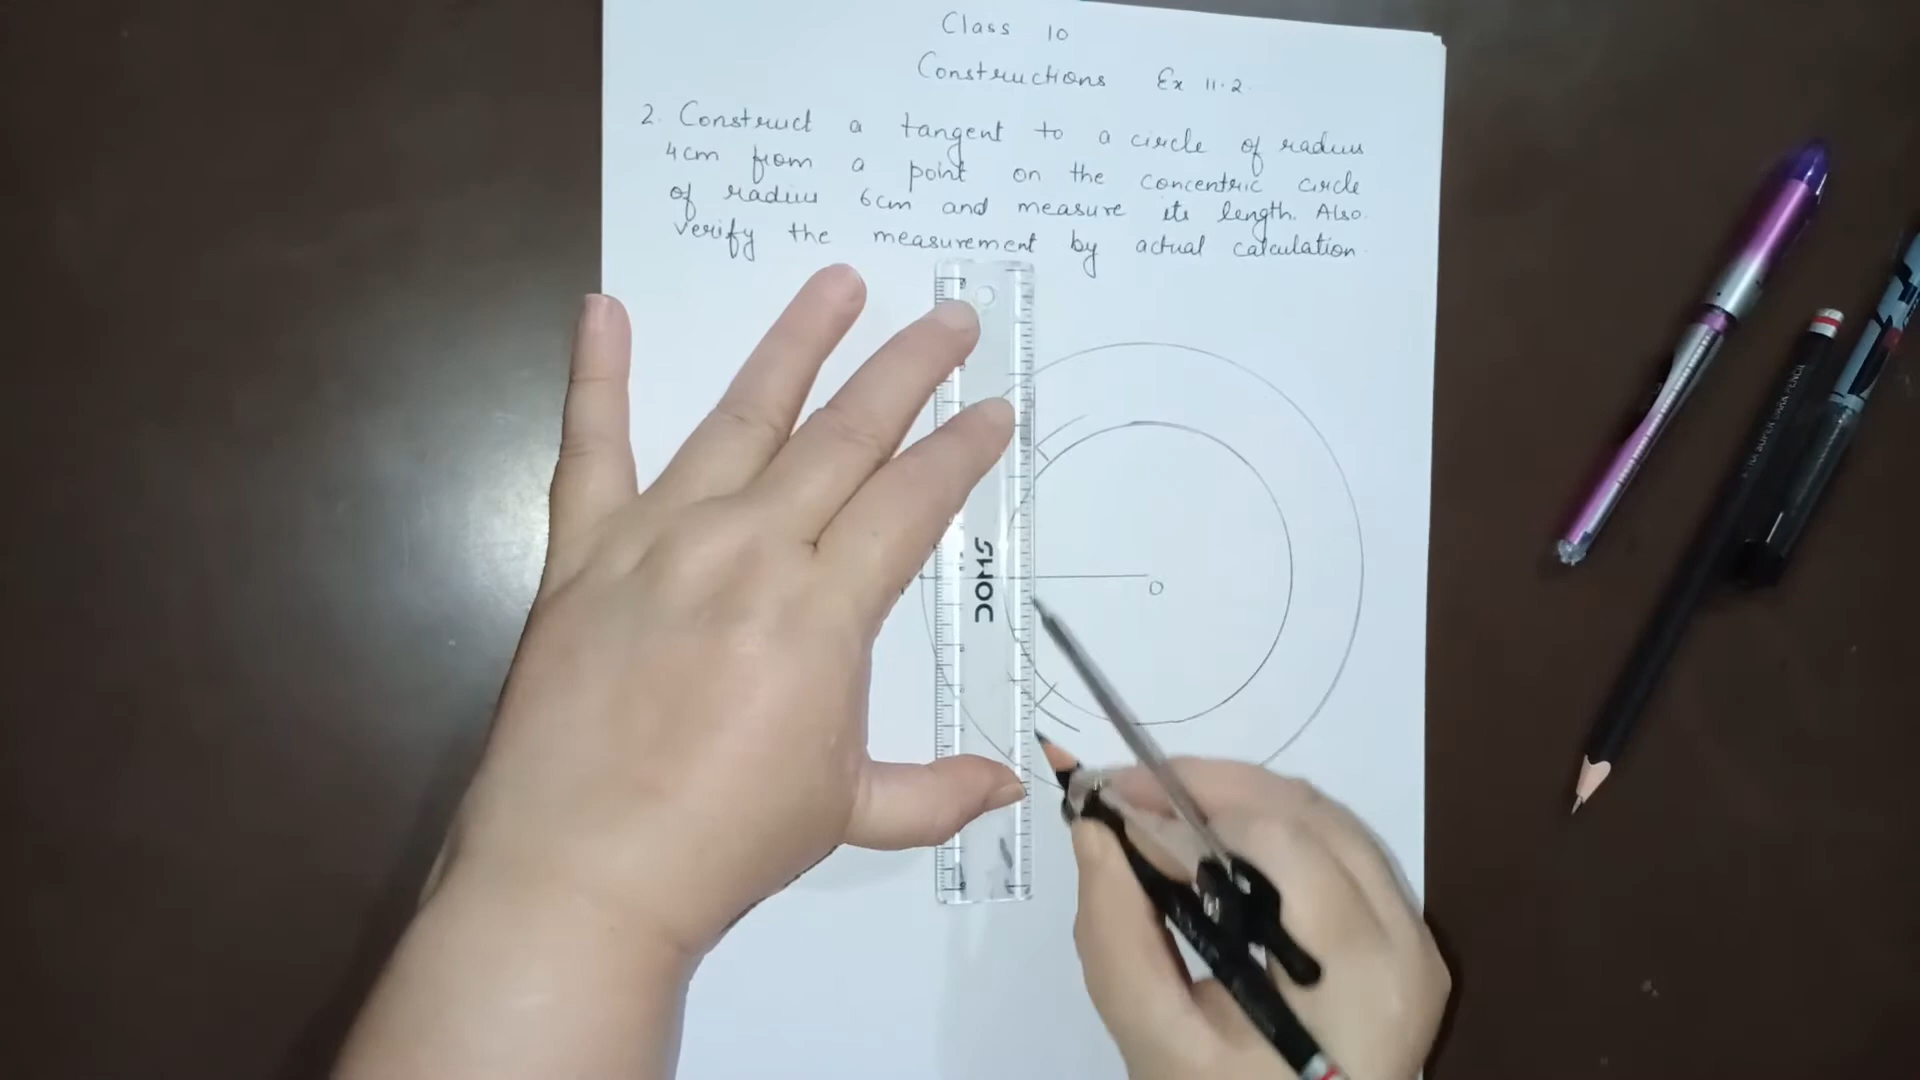 Class 10
Constructions Ex 11.2.
2. Construct a tangent to a circle of radius
4cm from a point on the concentric circle
of radius 6cm and measure its length. Also
verify the measurement by actual calculation.
O
DOMS